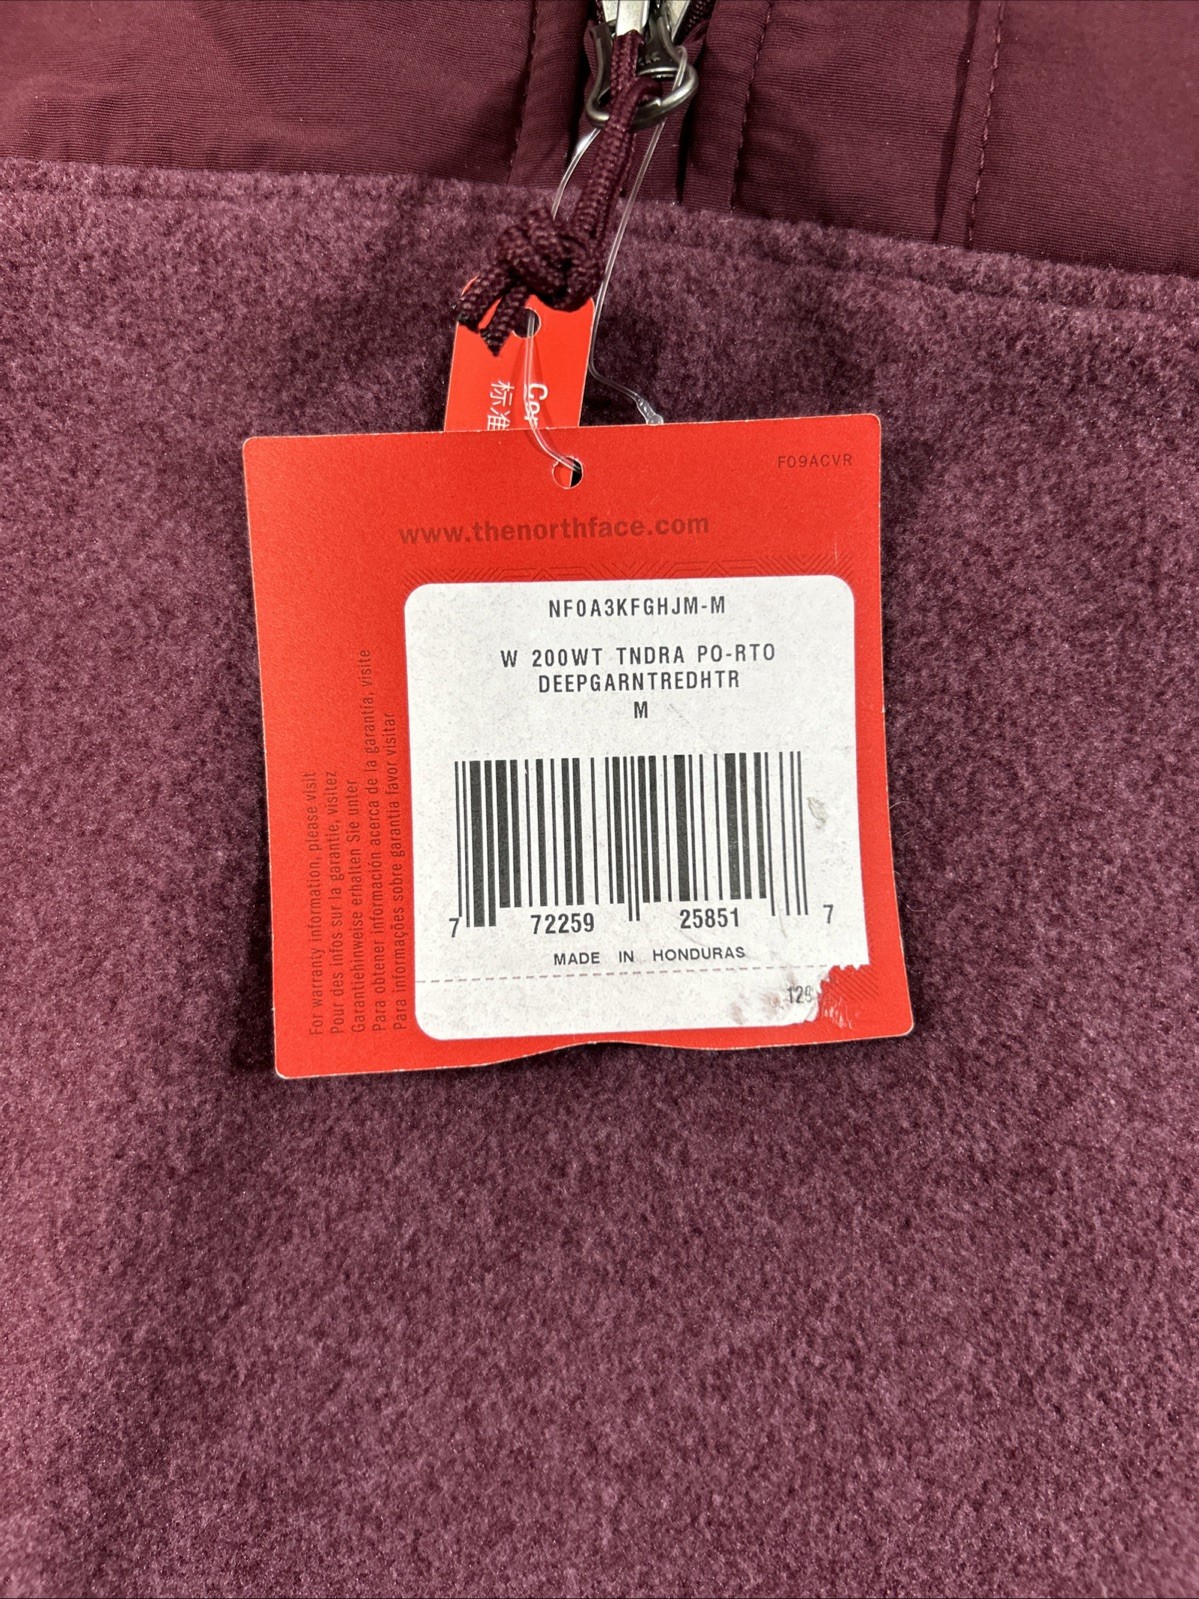 Cer
标准
F09ACVR
www.thenorthface.com
NF0A3KFGHJM-M
W 200WT TNDRA PO-RTO
DEEPGARNTREDHTR
M
7 72259 25851 7
MADE IN HONDURAS
For warranty information, please visit
Pour des infos sur la garantie, visitez
Garantiehinweise erhalten Sie unter
Para obtener información acerca de la garantía, visite
Para informações sobre garantia favor visitar